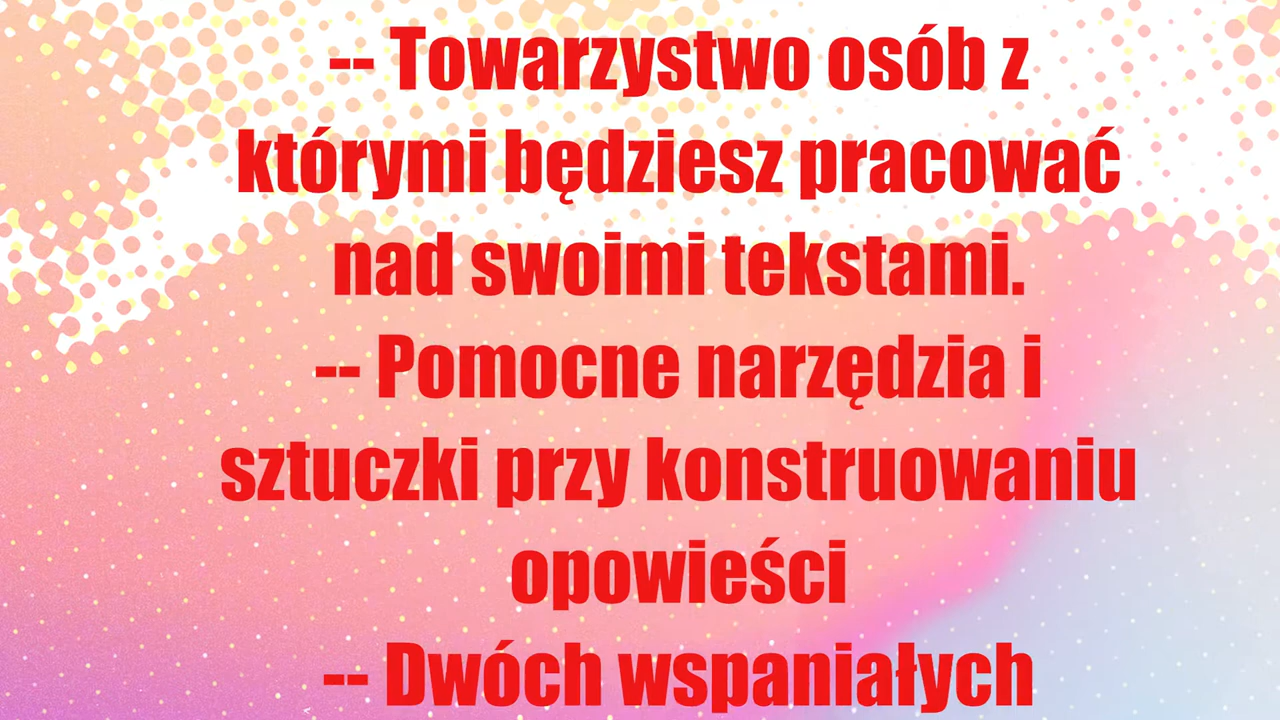 -- Towarzystwo osób z
którymi będziesz pracować
nad swoimi tekstami.
-- Pomocne narzędzia i
sztuczki przy konstruowaniu
opowieści
-- Dwóch wspaniałych